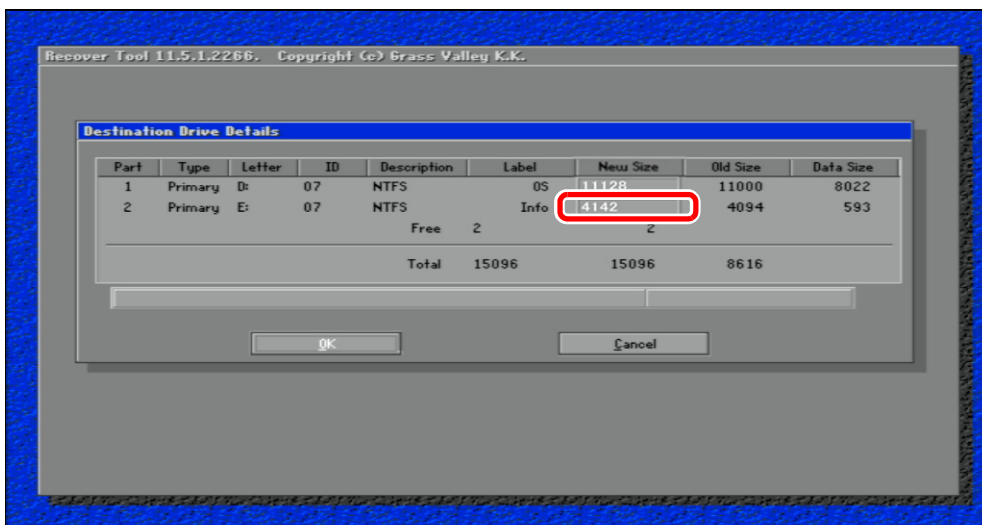 Recover Tool 11.5.1.2266. Copyright (c) Grass Valley K.K.
Destination Drive Details
Part Type Letter ID Description Label New Size Old Size Data Size
1 Primary D: 07 NTFS OS 11128 11000 8022
2 Primary E: 07 NTFS Info 4142 4094 593
Free 2 2
Total 15096 15096 8616
OK Cancel